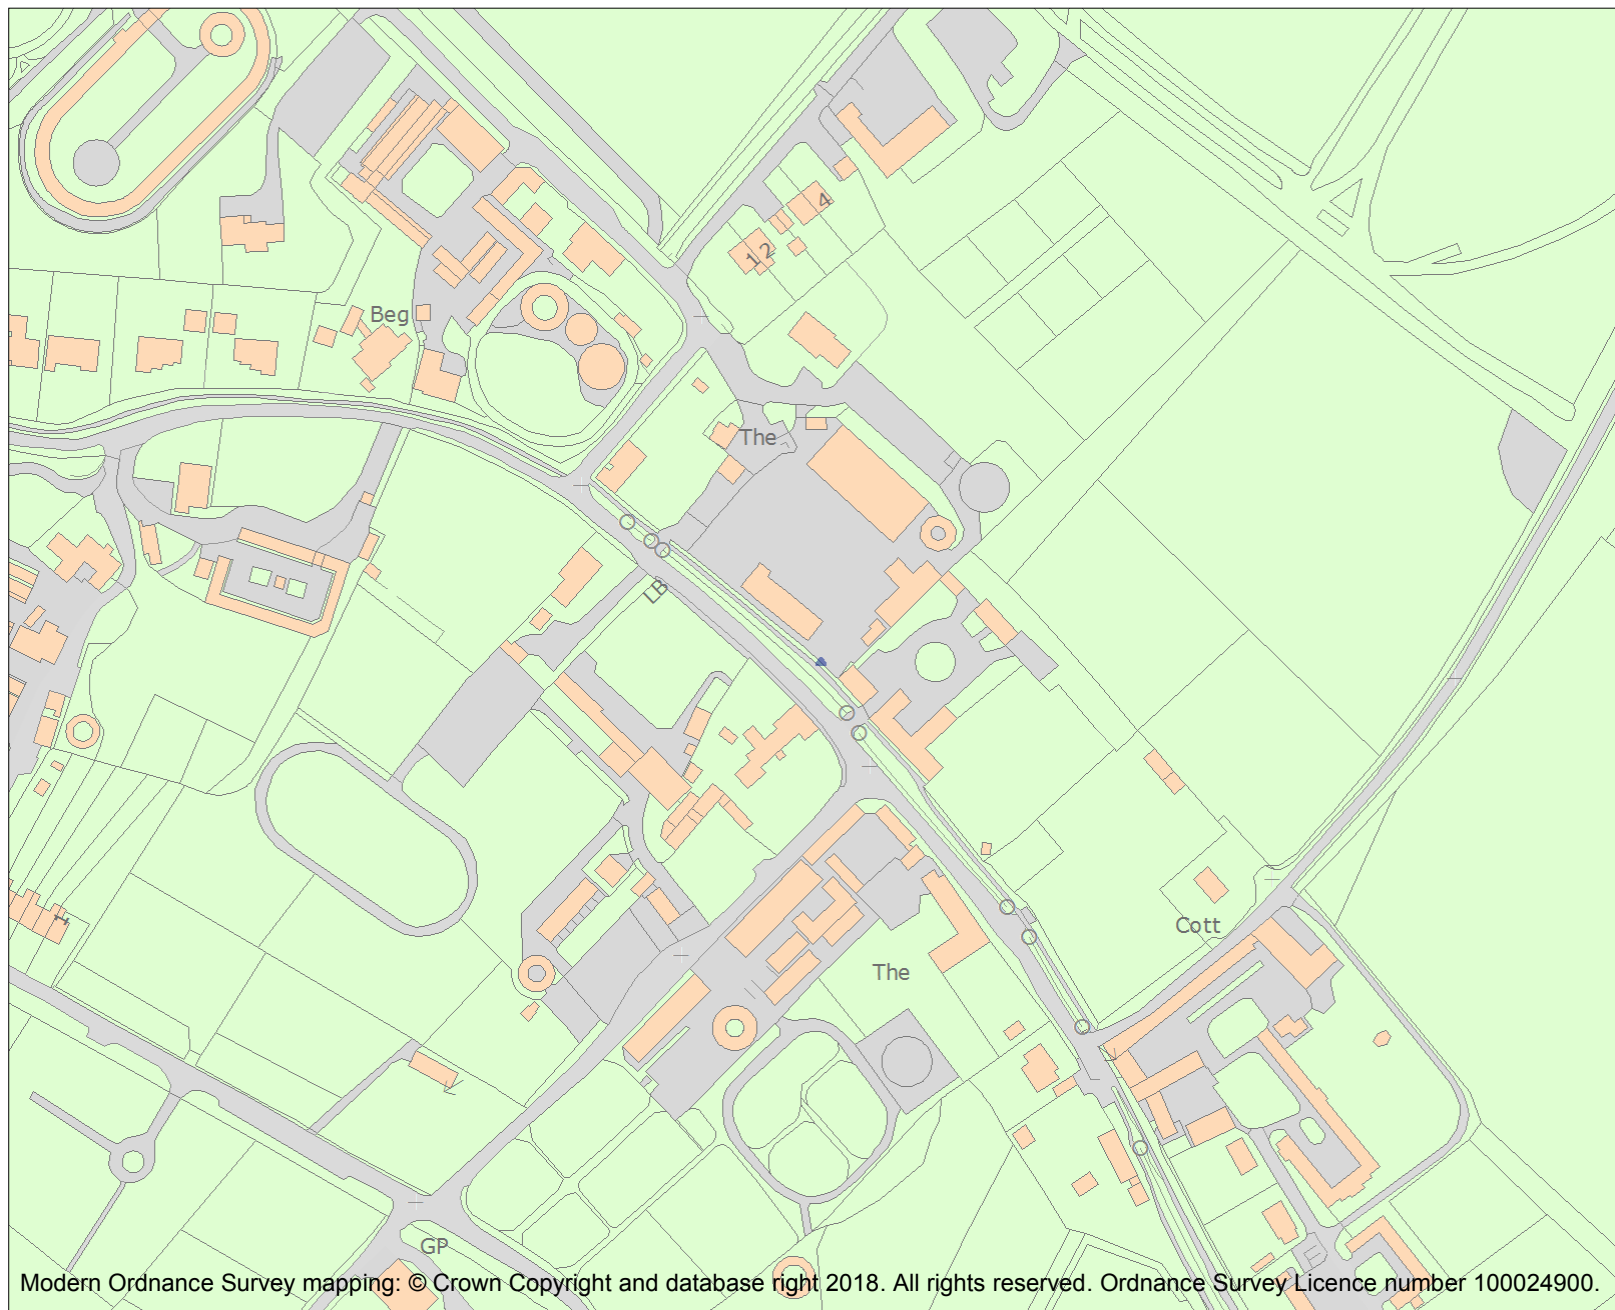 4
1 2
Beg
The
LB
1
Cott
The
GP
Modern Ordnance Survey mapping: © Crown Copyright and database right 2018. All rights reserved. Ordnance Survey Licence number 100024900.